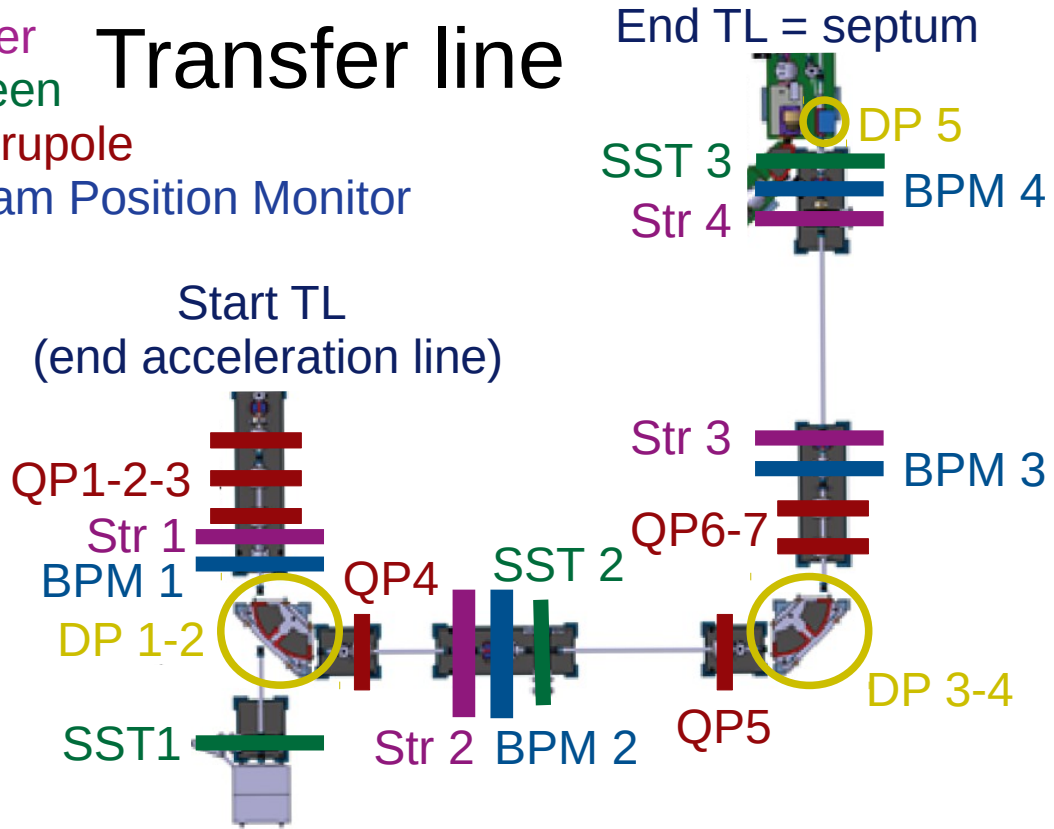 Transfer line
er
een
rupole
am Position Monitor
End TL = septum
DP 5
SST 3
BPM 4
Str 4
Start TL
(end acceleration line)
Str 3
BPM 3
QP1-2-3
QP6-7
Str 1
BPM 1
QP4
SST 2
DP 1-2
DP 3-4
QP5
SST1
Str 2
BPM 2